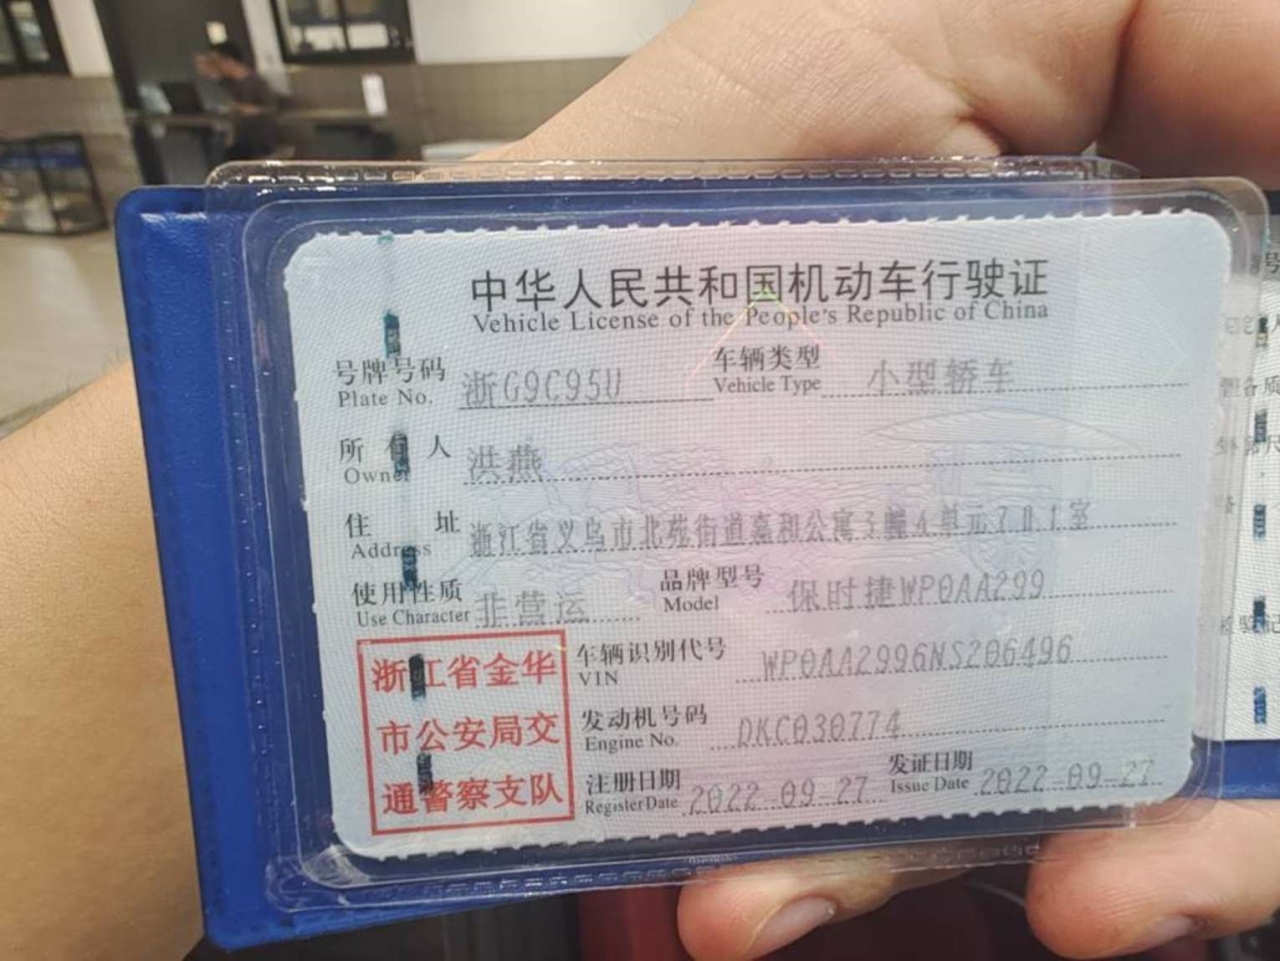 中华人民共和国机动车行驶证
Vehicle License of the People's Republic of China
号牌号码 浙G9C95U 车辆类型 小型轿车
Plate No. Vehicle Type
所有人 洪燕
Owner
住址 浙江省义乌市北苑街道嘉和公寓3幢4单元701室
Address
使用性质 非营运 品牌型号 保时捷WP0AA299
Use Character Model
浙江省金华
市公安局交
通警察支队
车辆识别代号 WP0AA2996NS206496
VIN
发动机号码 DKC030774
Engine No.
注册日期 2022-09-27 发证日期 2022-09-27
Register Date Issue Date